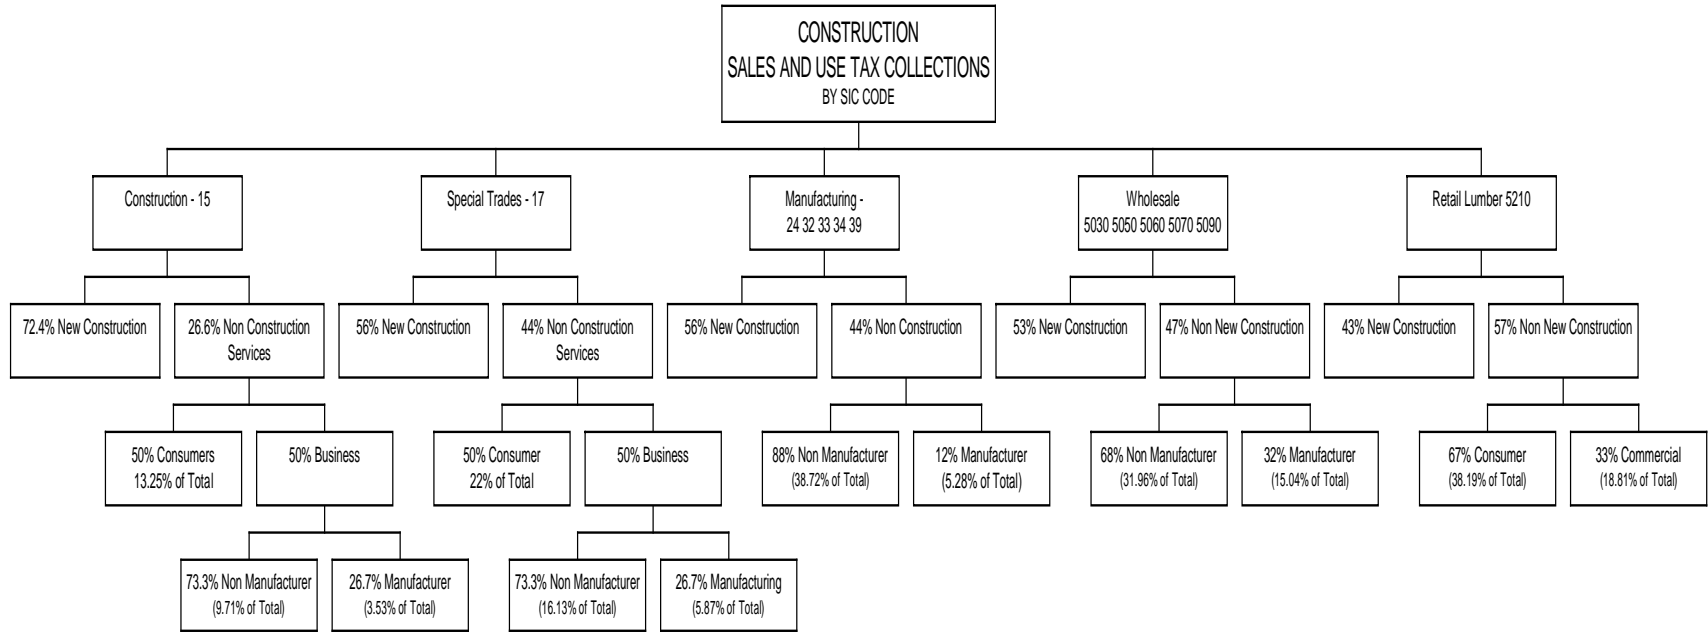 CONSTRUCTION
SALES AND USE TAX COLLECTIONS
BY SIC CODE
Construction - 15
Special Trades - 17
Manufacturing -
24 32 33 34 39
Wholesale
5030 5050 5060 5070 5090
Retail Lumber 5210
72.4% New Construction
26.6% Non Construction
Services
56% New Construction
44% Non Construction
Services
56% New Construction
44% Non Construction
53% New Construction
47% Non New Construction
43% New Construction
57% Non New Construction
50% Consumers
13.25% of Total
50% Business
50% Consumer
22% of Total
50% Business
88% Non Manufacturer
(38.72% of Total)
12% Manufacturer
(5.28% of Total)
68% Non Manufacturer
(31.96% of Total)
32% Manufacturer
(15.04% of Total)
67% Consumer
(38.19% of Total)
33% Commercial
(18.81% of Total)
73.3% Non Manufacturer
(9.71% of Total)
26.7% Manufacturer
(3.53% of Total)
73.3% Non Manufacturer
(16.13% of Total)
26.7% Manufacturing
(5.87% of Total)